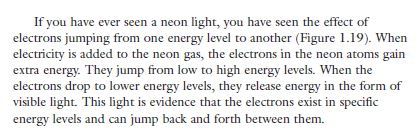 If you have ever seen a neon light, you have seen the effect of
electrons jumping from one energy level to another (Figure 1.19). When
electricity is added to the neon gas, the electrons in the neon atoms gain
extra energy. They jump from low to high energy levels. When the
electrons drop to lower energy levels, they release energy in the form of
visible light. This light is evidence that the electrons exist in specific
energy levels and can jump back and forth between them.